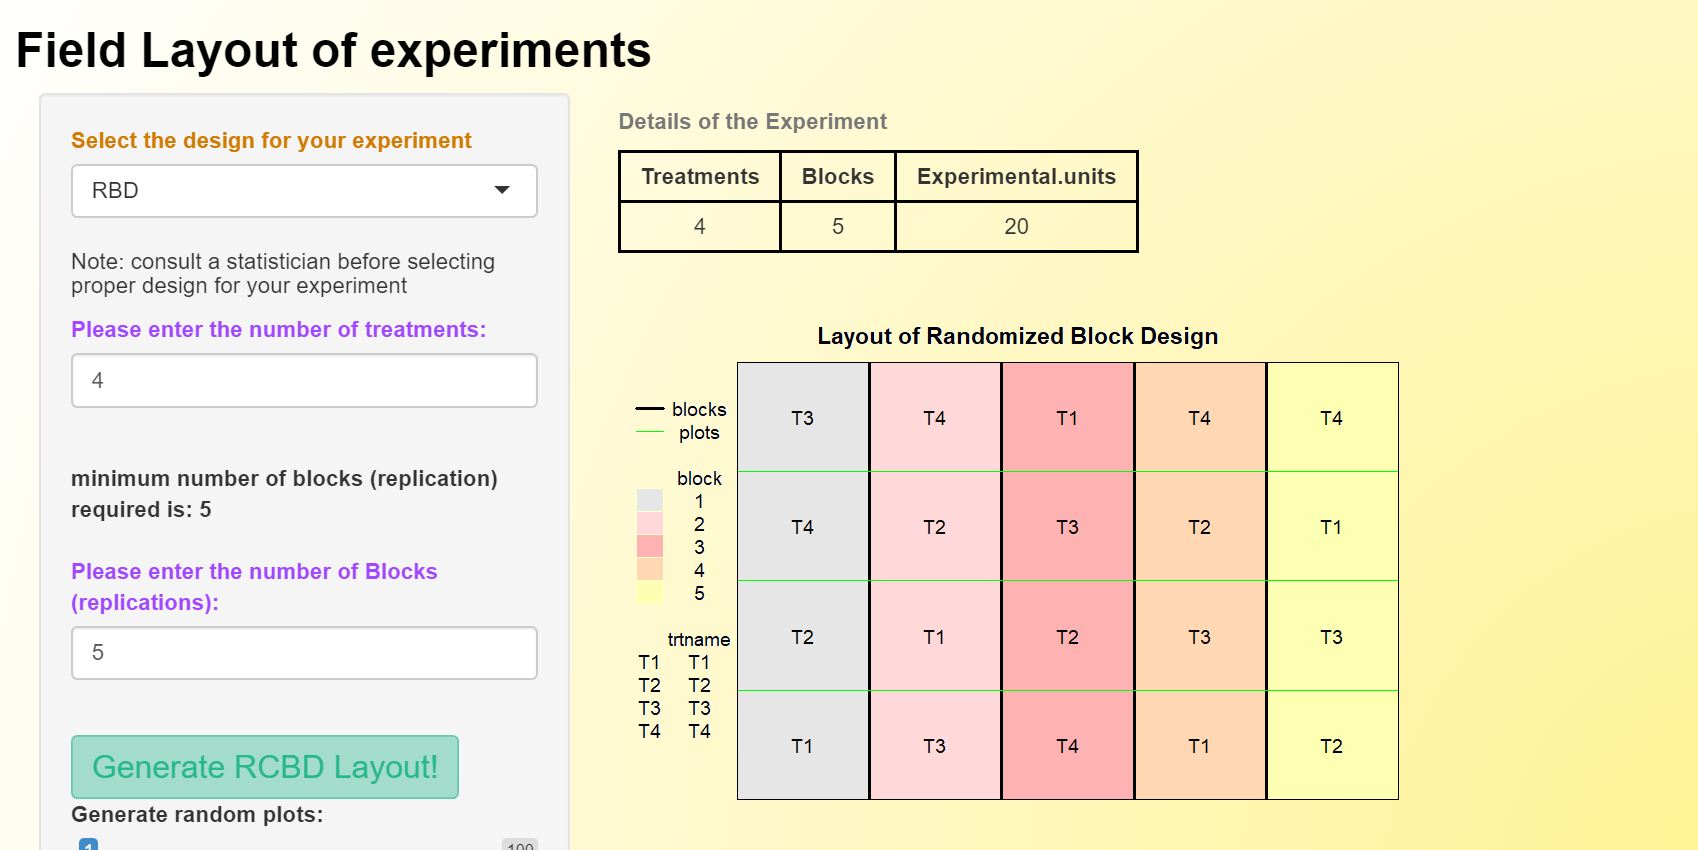 Field Layout of experiments
Select the design for your experiment
RBD
Note: consult a statistician before selecting
proper design for your experiment
Please enter the number of treatments:
4
minimum number of blocks (replication)
required is: 5
Please enter the number of Blocks
(replications):
5
Generate RCBD Layout!
Generate random plots:
1 100
Details of the Experiment
Treatments Blocks Experimental.units
4 5 20
Layout of Randomized Block Design
blocks
plots
block
1
2
3
4
5
trtname
T1 T1
T2 T2
T3 T3
T4 T4
T3 T4 T1 T4 T4
T4 T2 T3 T2 T1
T2 T1 T2 T3 T3
T1 T3 T4 T1 T2